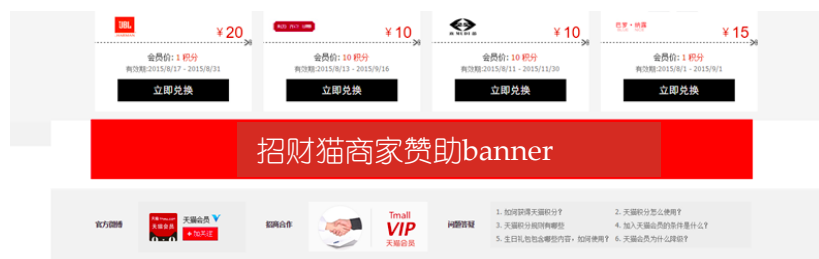 JBL
¥20
¥10
¥10
¥15
会员价: 1 积分
会员价: 10 积分
会员价: 10 积分
会员价: 1 积分
有效期:2015/8/17 - 2015/8/31
有效期:2015/8/13 - 2015/9/16
有效期:2015/8/11 - 2015/11/30
有效期:2015/8/1 - 2015/9/1
立即兑换
立即兑换
立即兑换
立即兑换
招财猫商家赞助banner
官方微博
天猫会员
天猫会员
+加关注
招商合作
Tmall
VIP
天猫会员
问题答疑
1. 如何获得天猫积分?
2. 天猫积分怎么使用?
3. 天猫积分规则有哪些
4. 加入天猫会员的条件是什么?
5. 生日礼包包含哪些内容，如何使用?
6. 天猫会员为什么降级?